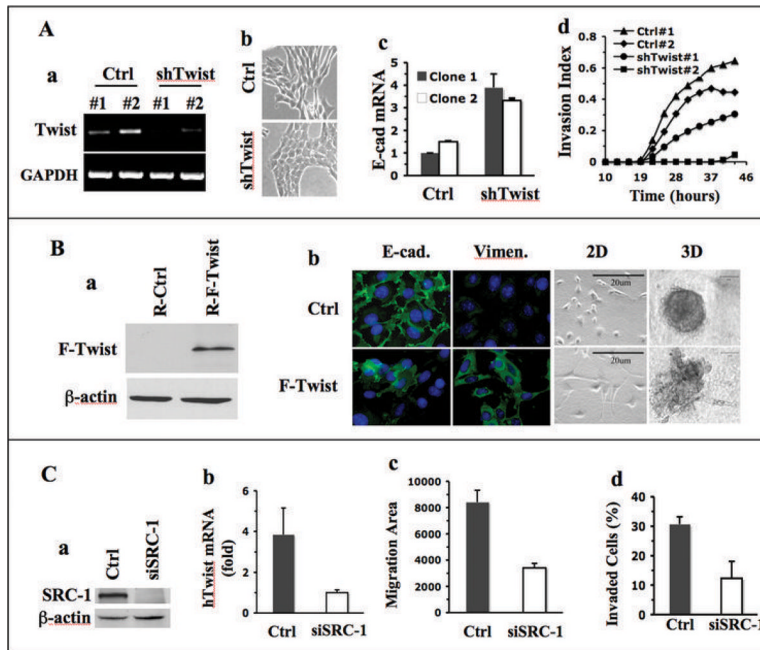 A
a
Ctrl shTwist
#1 #2 #1 #2
Twist
GAPDH
b
Ctrl
shTwist
c
E-cad mRNA
5
4
3
2
1
0
Clone 1
Clone 2
Ctrl shTwist
d
Invasion Index
0.6
0.4
0.2
0
Ctrl#1
Ctrl#2
shTwist#1
shTwist#2
10 19 28 37 46
Time (hours)
B
a
R-Ctrl
R-F-Twist
F-Twist
β-actin
b
E-cad. Vimen. 2D 3D
Ctrl
20um
F-Twist
20um
C
a
Ctrl
siSRC-1
SRC-1
β-actin
b
hTwist mRNA
(fold)
6
4
2
0
Ctrl siSRC-1
c
Migration Area
10000
8000
6000
4000
2000
0
Ctrl siSRC-1
d
Invaded Cells (%)
40
30
20
10
0
Ctrl siSRC-1